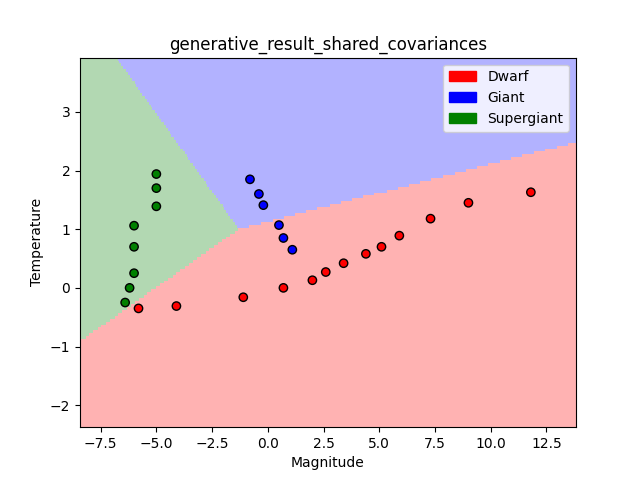 generative_result_shared_covariances
Dwarf
Giant
Supergiant
Temperature
3
2
1
0
−1
−2
−7.5
−5.0
−2.5
0.0
2.5
5.0
7.5
10.0
12.5
Magnitude